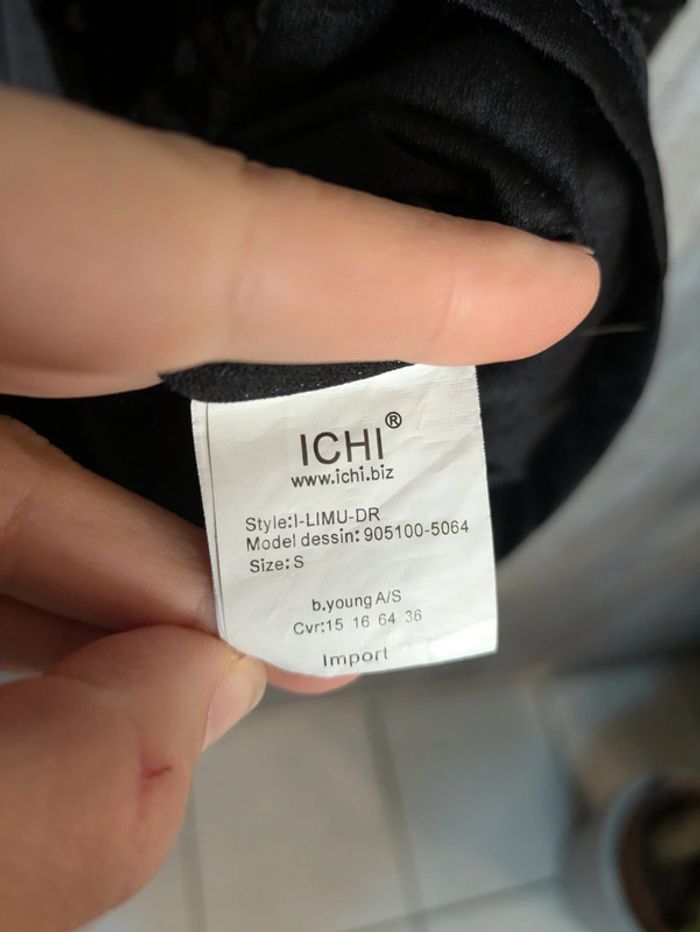 ICHI®
www.ichi.biz
Style:I-LIMU-DR
Model dessin: 905100-5064
Size: S
b.young A/S
Cvr:15 16 64 36
Import